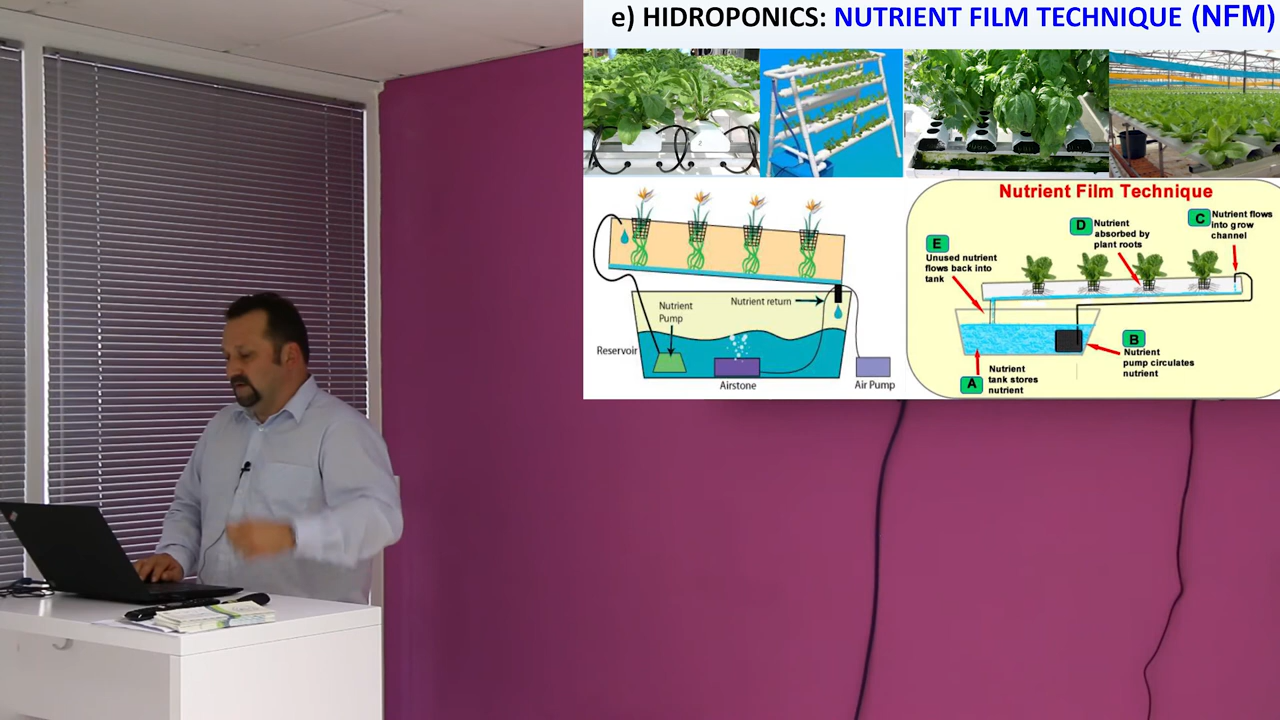 e) HIDROPONICS: NUTRIENT FILM TECHNIQUE (NFM)
Nutrient return
Nutrient
Pump
Reservoir
Airstone
Air Pump
Nutrient Film Technique
E
Unused nutrient
flows back into
tank
D
Nutrient
absorbed by
plant roots
C
Nutrient flows
into grow
channel
A
Nutrient
tank stores
nutrient
B
Nutrient
pump circulates
nutrient